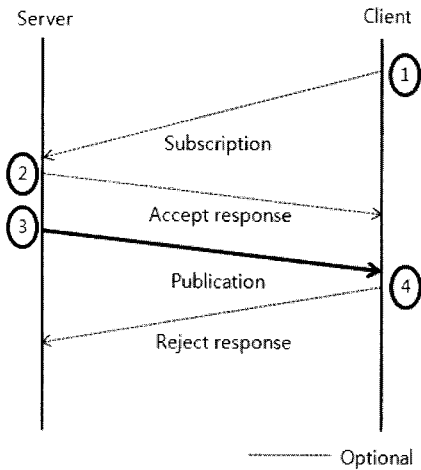 Server
Client
1
Subscription
2
Accept response
3
Publication
4
Reject response
Optional